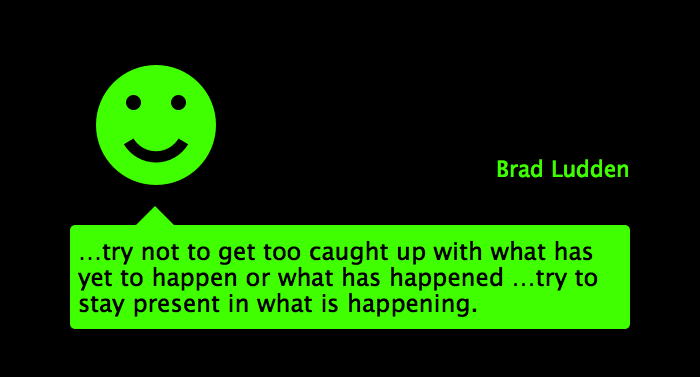 Brad Ludden
...try not to get too caught up with what has
yet to happen or what has happened ...try to
stay present in what is happening.